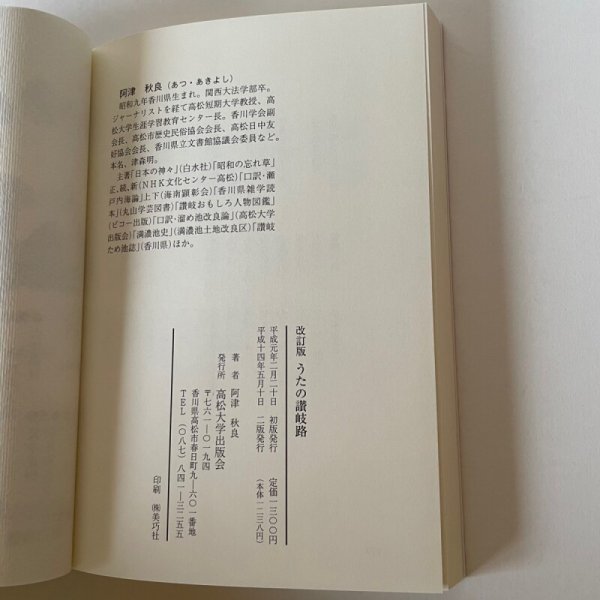 阿津　秋良（あつ・あきよし）
昭和九年香川県生まれ。関西大法学部卒。
ジャーナリストを経て高松短期大学教授、高
松大学生涯学習教育センター長。香川学会副
会長、高松市歴史民俗協会会長、高松日中友
好協会会長、香川県立文書館協議会委員など。
本名、津森明。
主著「日本の神々」（白水社）「昭和の忘れ草」
正、続、新（ＮＨＫ文化センター高松）「口訳・瀬
戸内海論」上下（海南顕彰会）「香川県雑学読
本」（丸山学芸図書）「讃岐おもしろ人物図鑑」
（ビコー出版）「口訳・溜め池改良論」（高松大学
出版会）「満濃池史」（満濃池土地改良区）「讃岐
ため池誌」（香川県）ほか。
改訂版　うたの讃岐路
平成元年二月二十日　初版発行　定価一三〇〇円
平成十四年五月十日　二版発行　（本体一二三八円）
著　者　阿津　秋良
発行所　高松大学出版会
〒七六一―〇一九四
香川県高松市春日町九―六〇一番地
ＴＥＬ（〇八七）八四一―三二五五
印刷　㈱美巧社